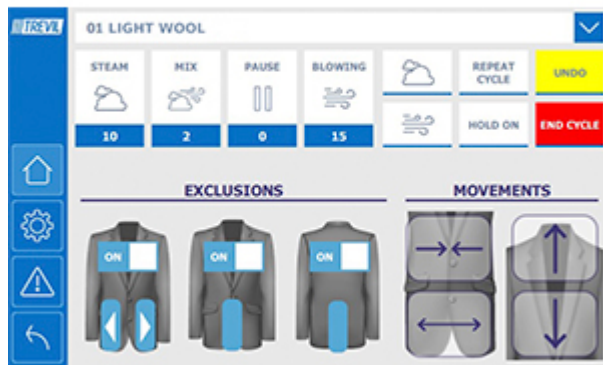 TREVIL
01 LIGHT WOOL
STEAM
MIX
PAUSE
BLOWING
REPEAT
CYCLE
UNDO
10
2
0
15
HOLD ON
END CYCLE
EXCLUSIONS
MOVEMENTS
ON
ON
ON